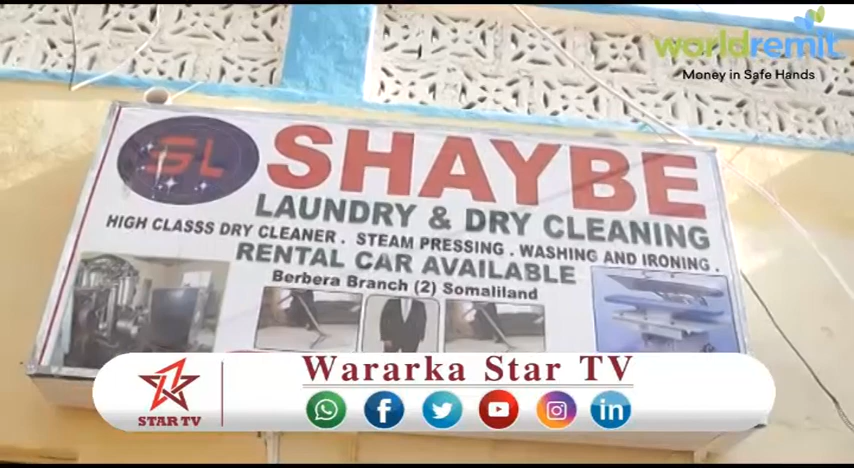 worldremit
Money in Safe Hands
SL
SHAYBE
LAUNDRY & DRY CLEANING
HIGH CLASSS DRY CLEANER . STEAM PRESSING . WASHING AND IRONING .
RENTAL CAR AVAILABLE
Berbera Branch (2) Somaliland
STAR TV
Wararka Star TV